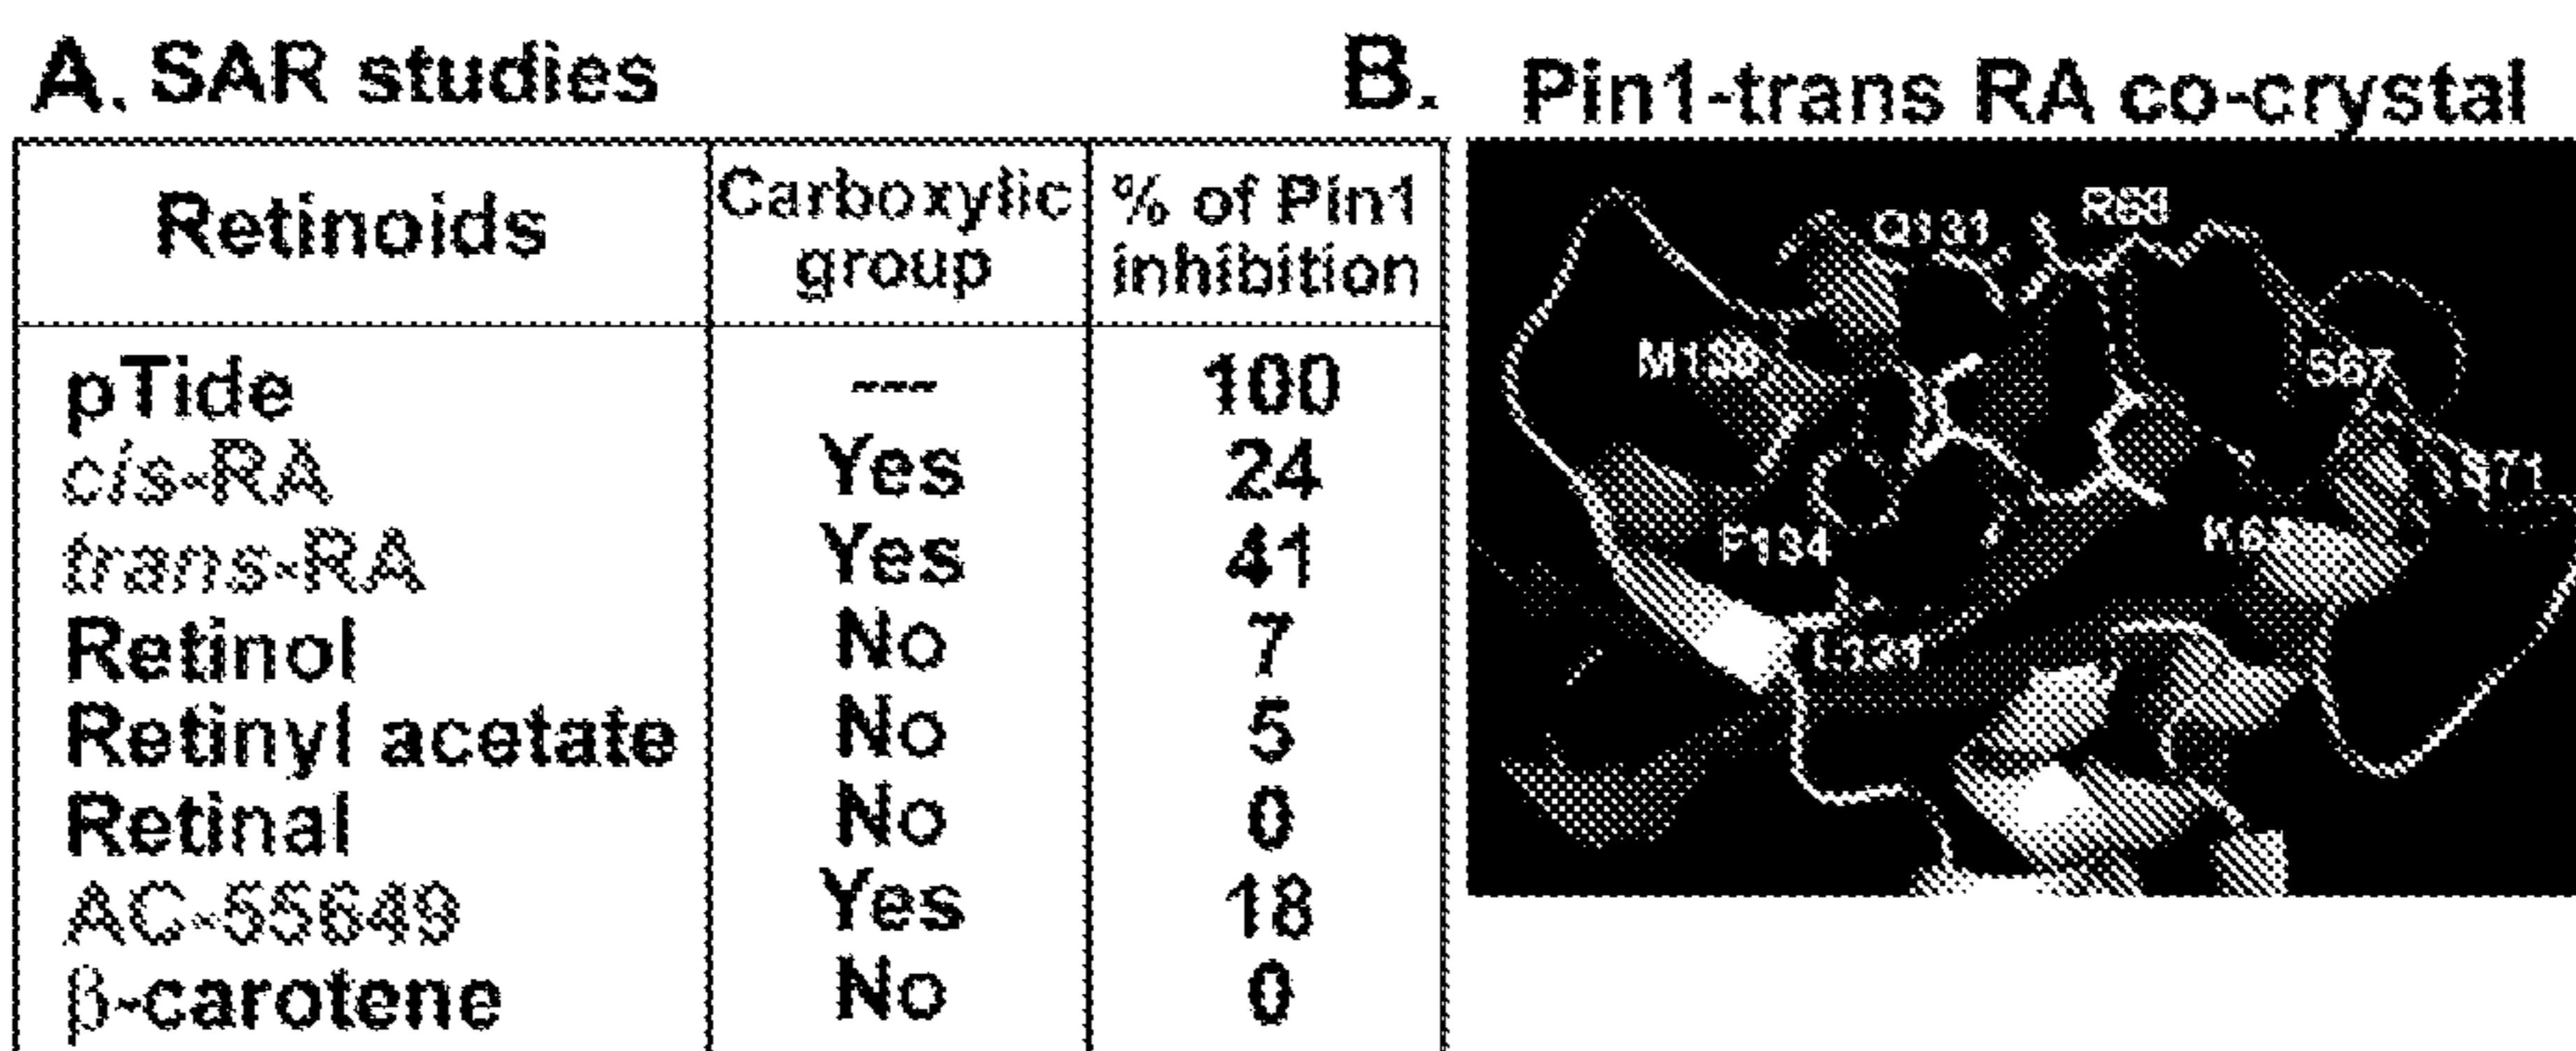 A. SAR studies
Retinoids Carboxylic group % of Pin1 inhibition
pTide --- 100
cis-RA Yes 24
trans-RA Yes 41
Retinol No 7
Retinyl acetate No 5
Retinal No 0
AC-55649 Yes 18
β-carotene No 0
B. Pin1-trans RA co-crystal
Q131
R68
S67
S71
F134